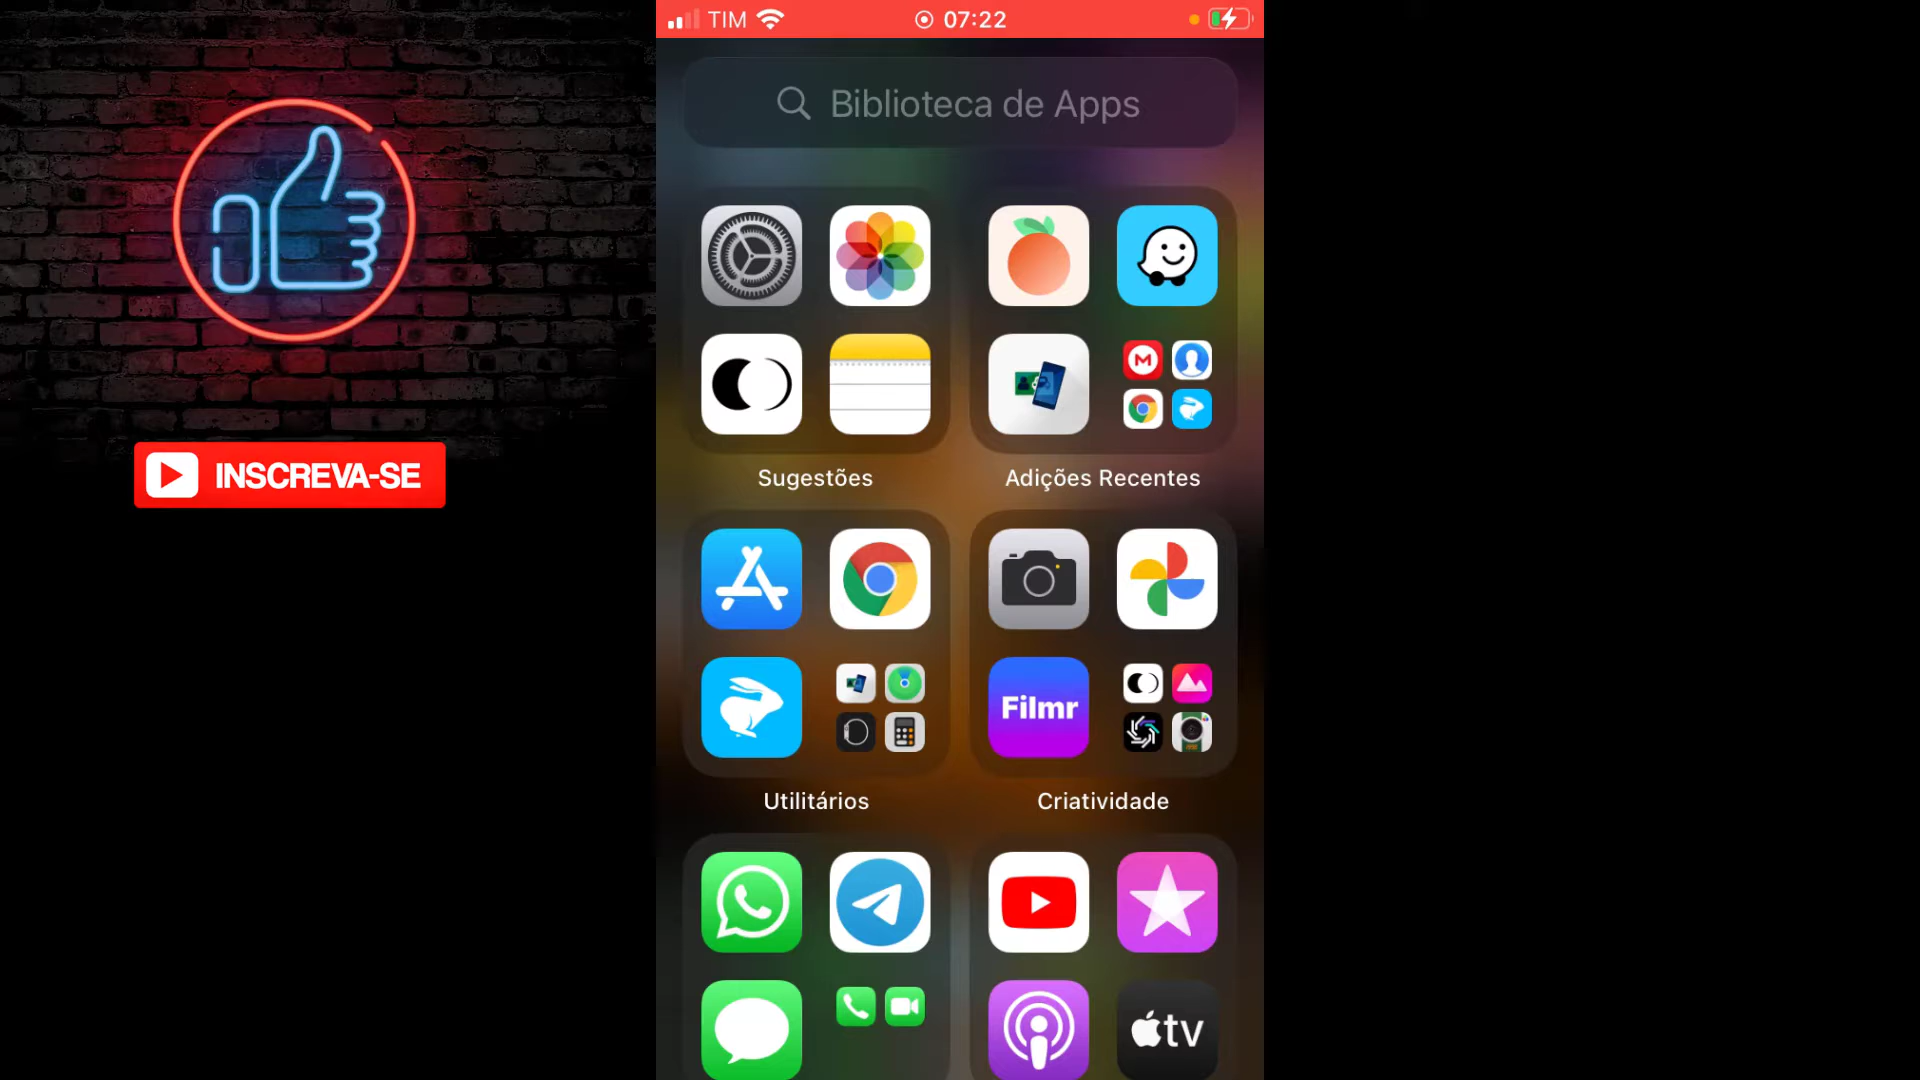 TIM
07:22
Biblioteca de Apps
INSCREVA-SE
Sugestões
Adições Recentes
M
Filmr
Utilitários
Criatividade
tv